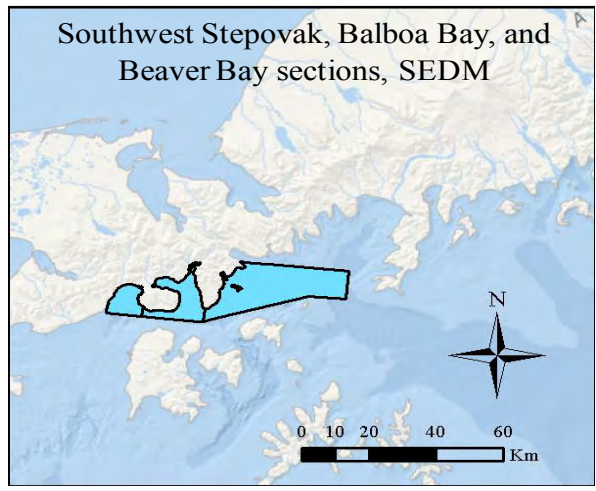 Southwest Stepovak, Balboa Bay, and
Beaver Bay sections, SEDM
N
0 10 20 40 60
Km